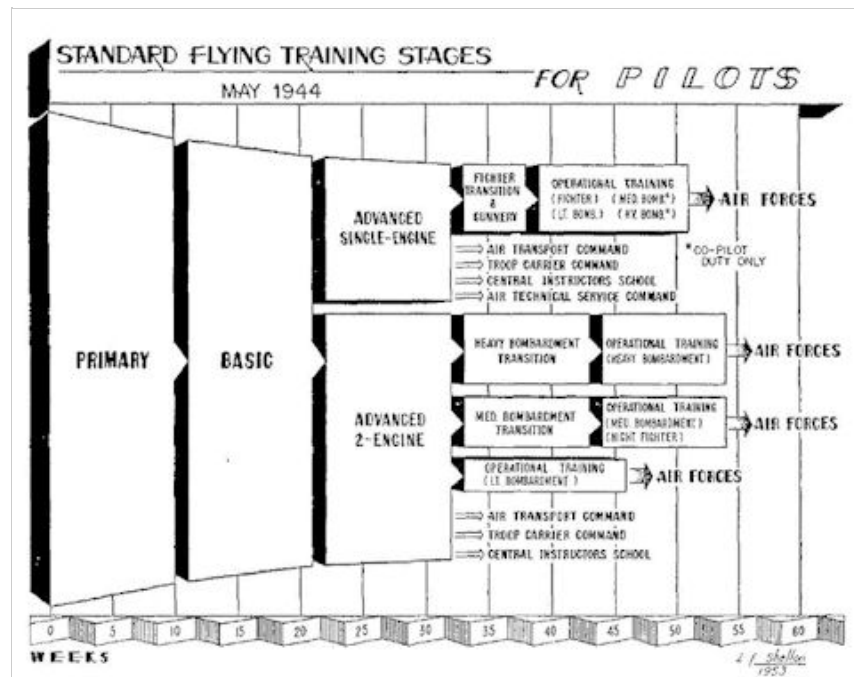 STANDARD FLYING TRAINING STAGES
FOR PILOTS
MAY 1944
PRIMARY
BASIC
ADVANCED
SINGLE-ENGINE
FIGHTER
TRANSITION
&
GUNNERY
OPERATIONAL TRAINING
(FIGHTER) (MED. BOMB.*)
(LT. BOMB.) (HV. BOMB.*)
AIR FORCES
*CO-PILOT
DUTY ONLY
AIR TRANSPORT COMMAND
TROOP CARRIER COMMAND
CENTRAL INSTRUCTORS SCHOOL
AIR TECHNICAL SERVICE COMMAND
ADVANCED
2-ENGINE
HEAVY BOMBARDMENT
TRANSITION
OPERATIONAL TRAINING
(HEAVY BOMBARDMENT)
AIR FORCES
MED. BOMBARDMENT
TRANSITION
OPERATIONAL TRAINING
(MED. BOMBARDMENT)
(NIGHT FIGHTER)
AIR FORCES
OPERATIONAL TRAINING
(LT. BOMBARDMENT)
AIR FORCES
AIR TRANSPORT COMMAND
TROOP CARRIER COMMAND
CENTRAL INSTRUCTORS SCHOOL
0 5 10 15 20 25 30 35 40 45 50 55 60
WEEKS
Shelton
1953